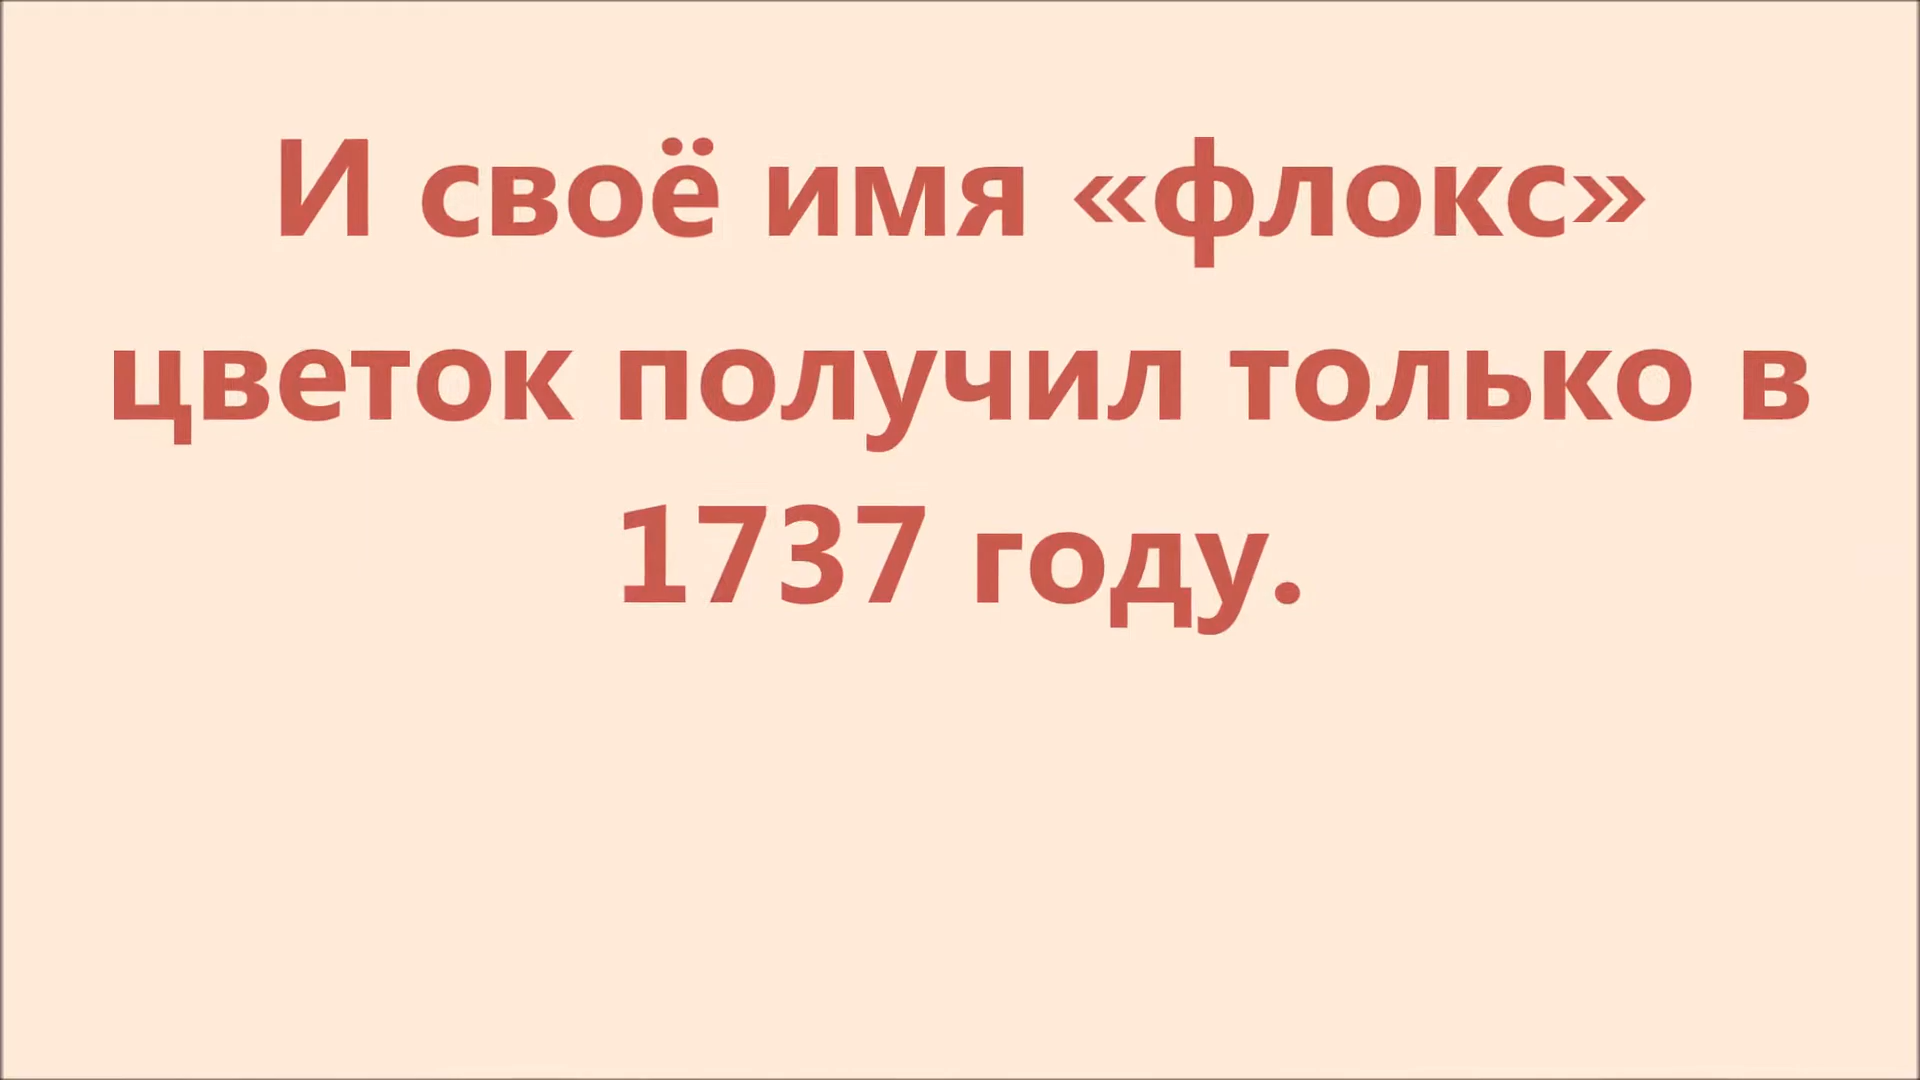 И своё имя «флокс»
цветок получил только в
1737 году.